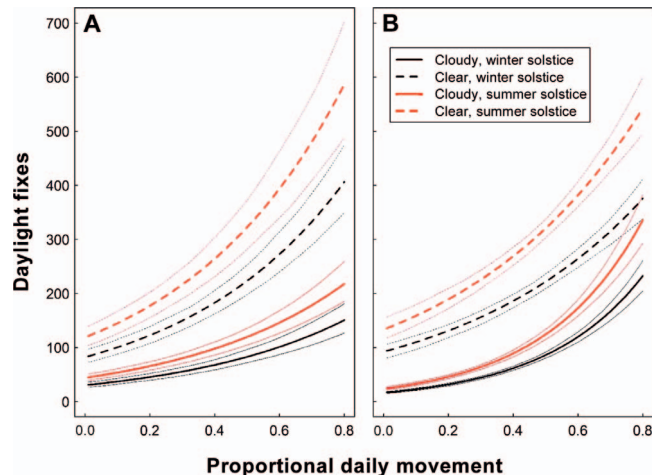 A
B
Cloudy, winter solstice
Clear, winter solstice
Cloudy, summer solstice
Clear, summer solstice
Daylight fixes
700
600
500
400
300
200
100
0
0.0 0.2 0.4 0.6 0.8
0.0 0.2 0.4 0.6 0.8
Proportional daily movement